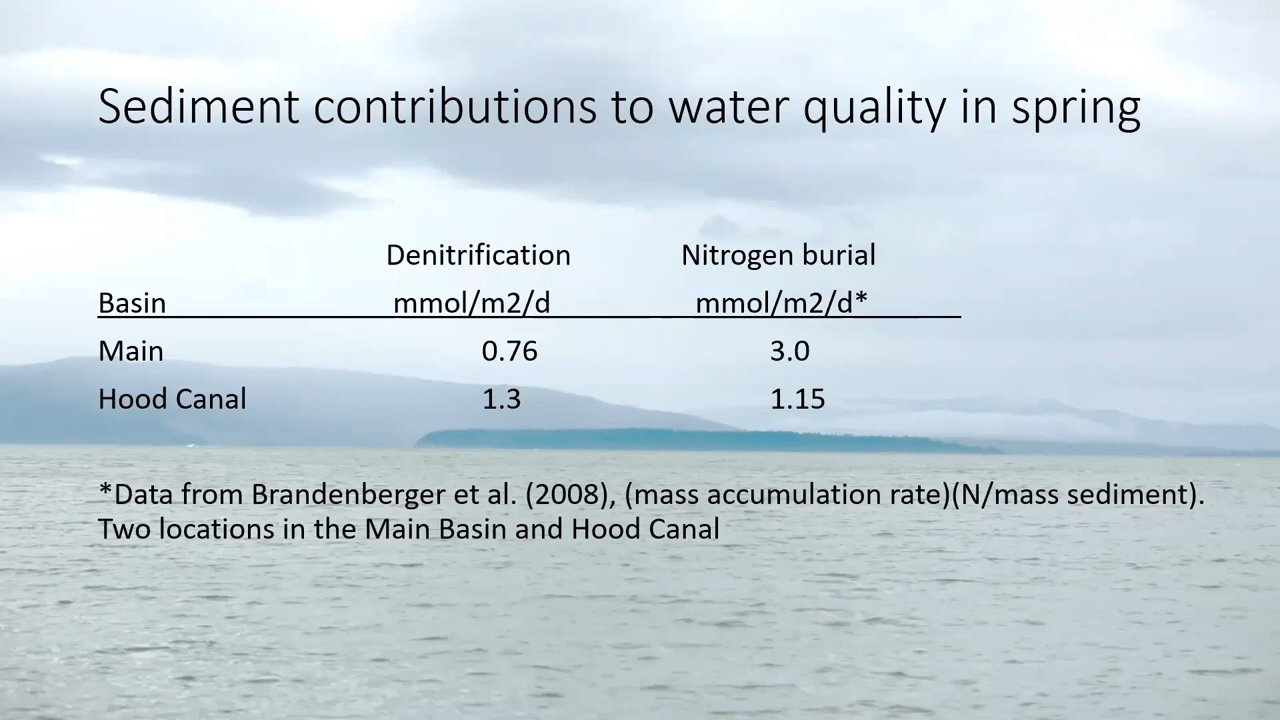 Sediment contributions to water quality in spring
Denitrification Nitrogen burial
Basin mmol/m2/d mmol/m2/d*
Main 0.76 3.0
Hood Canal 1.3 1.15
*Data from Brandenberger et al. (2008), (mass accumulation rate)(N/mass sediment).
Two locations in the Main Basin and Hood Canal